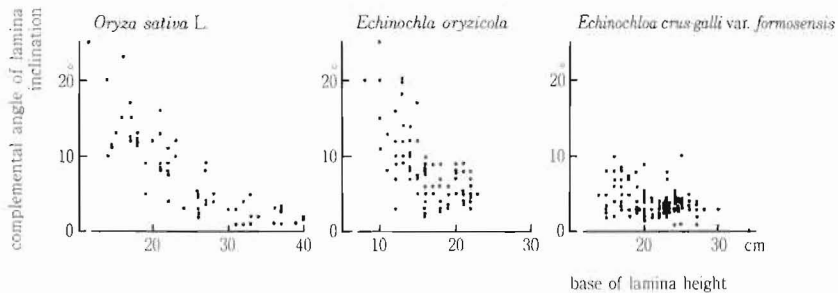 Oryza sativa L.
Echinochla oryzicola
Echinochloa crus-galli var. formosensis
complemental angle of lamina
inclination
20°
10
0
20
30
40
20°
10
0
10
20
30
20°
10
0
20
30
cm
base of lamina height